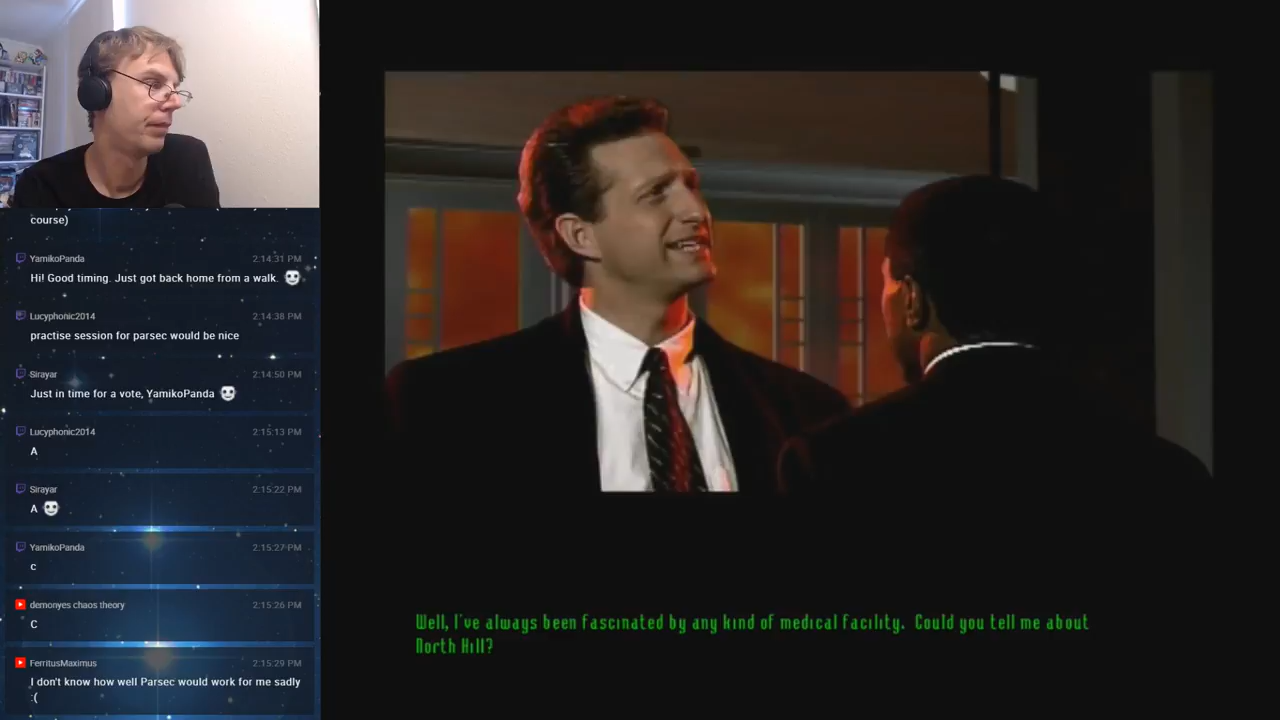 course)
YamikoPanda 2:14:31 PM
Hi! Good timing. Just got back home from a walk.
Lucyphonic2014 2:14:38 PM
practise session for parsec would be nice
Sirayar 2:14:50 PM
Just in time for a vote, YamikoPanda
Lucyphonic2014 2:15:13 PM
A
Sirayar 2:15:22 PM
A
YamikoPanda 2:15:27 PM
c
demonyes chaos theory 2:15:26 PM
C
FerritusMaximus 2:15:29 PM
I don't know how well Parsec would work for me sadly
:(
Well, I've always been fascinated by any kind of medical facility. Could you tell me about
North Hill?